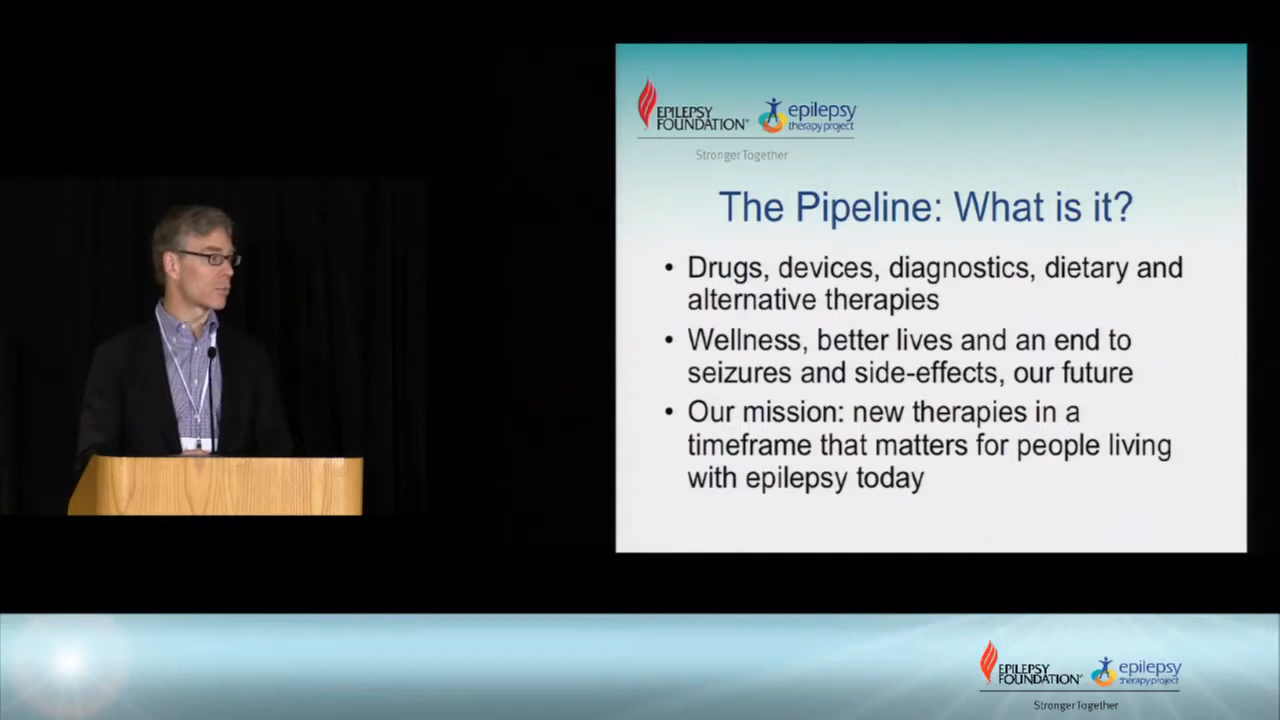 EPILEPSY
FOUNDATION®
epilepsy
therapy project
Stronger Together
The Pipeline: What is it?
• Drugs, devices, diagnostics, dietary and
alternative therapies
• Wellness, better lives and an end to
seizures and side-effects, our future
• Our mission: new therapies in a
timeframe that matters for people living
with epilepsy today
EPILEPSY
FOUNDATION®
epilepsy
therapy project
Stronger Together